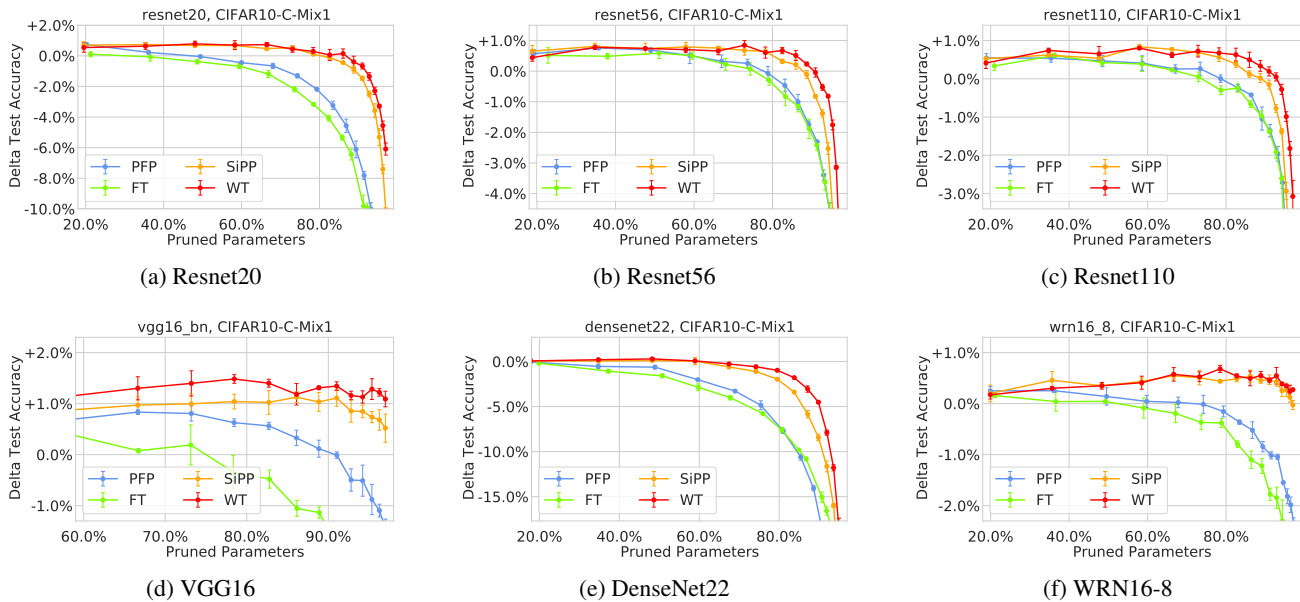 resnet20, CIFAR10-C-Mix1
+2.0%
0.0%
-2.0%
-4.0%
-6.0%
-8.0%
-10.0%
Delta Test Accuracy
PFP
FT
SiPP
WT
20.0% 40.0% 60.0% 80.0%
Pruned Parameters
(a) Resnet20
resnet56, CIFAR10-C-Mix1
+1.0%
0.0%
-1.0%
-2.0%
-3.0%
-4.0%
Delta Test Accuracy
PFP
FT
SiPP
WT
20.0% 40.0% 60.0% 80.0%
Pruned Parameters
(b) Resnet56
resnet110, CIFAR10-C-Mix1
+1.0%
0.0%
-1.0%
-2.0%
-3.0%
Delta Test Accuracy
PFP
FT
SiPP
WT
20.0% 40.0% 60.0% 80.0%
Pruned Parameters
(c) Resnet110
vgg16_bn, CIFAR10-C-Mix1
+2.0%
+1.0%
0.0%
-1.0%
Delta Test Accuracy
PFP
FT
SiPP
WT
60.0% 70.0% 80.0% 90.0%
Pruned Parameters
(d) VGG16
densenet22, CIFAR10-C-Mix1
0.0%
-5.0%
-10.0%
-15.0%
Delta Test Accuracy
PFP
FT
SiPP
WT
20.0% 40.0% 60.0% 80.0%
Pruned Parameters
(e) DenseNet22
wrn16_8, CIFAR10-C-Mix1
+1.0%
0.0%
-1.0%
-2.0%
Delta Test Accuracy
PFP
FT
SiPP
WT
20.0% 40.0% 60.0% 80.0%
Pruned Parameters
(f) WRN16-8